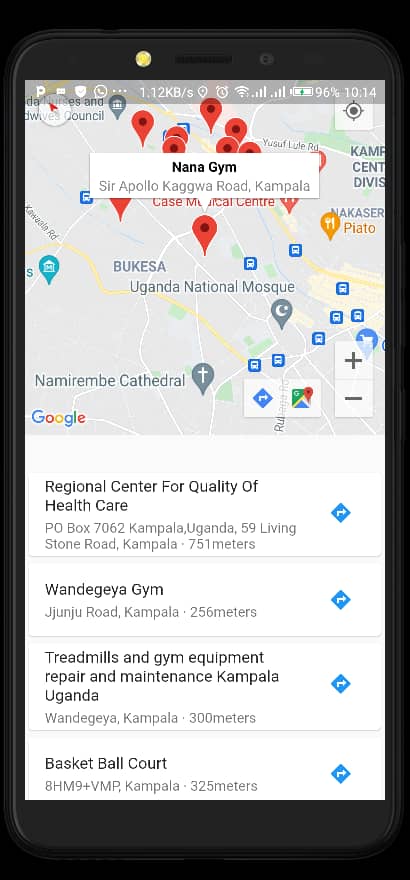 1.12KB/s
96% 10:14
da Nurses and
dwives Council
Yusuf Lule Rd
KAMP
CENT
DIVIS
Nana Gym
Sir Apollo Kaggwa Road, Kampala
Case Medical Centre
Kawaala Rd
NAKASER
Piato
s
BUKESA
Uganda National Mosque
Namirembe Cathedral
Google
Regional Center For Quality Of
Health Care
PO Box 7062 Kampala,Uganda, 59 Living
Stone Road, Kampala · 751meters
Wandegeya Gym
Jjunju Road, Kampala · 256meters
Treadmills and gym equipment
repair and maintenance Kampala
Uganda
Wandegeya, Kampala · 300meters
Basket Ball Court
8HM9+VMP, Kampala · 325meters